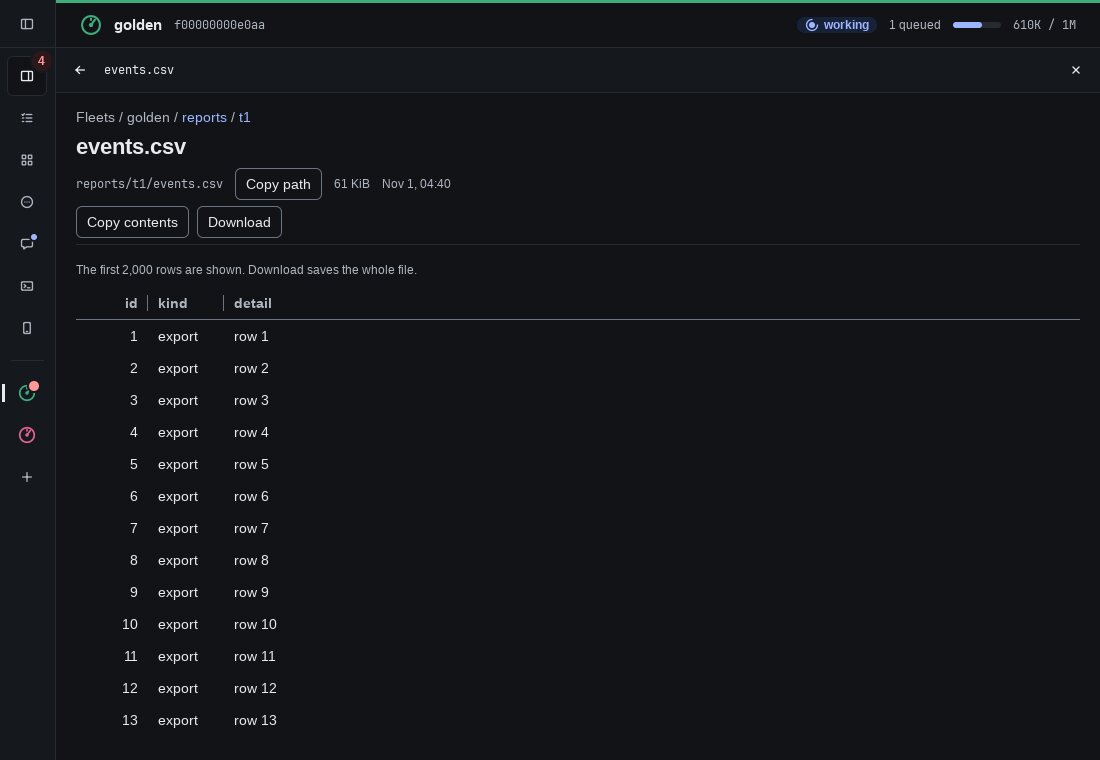 golden f00000000e0aa working 1 queued 610K / 1M
4
events.csv
Fleets / golden / reports / t1
events.csv
reports/t1/events.csv Copy path 61 KiB Nov 1, 04:40
Copy contents Download
The first 2,000 rows are shown. Download saves the whole file.
id kind detail
1 export row 1
2 export row 2
3 export row 3
4 export row 4
5 export row 5
6 export row 6
7 export row 7
8 export row 8
9 export row 9
10 export row 10
11 export row 11
12 export row 12
13 export row 13